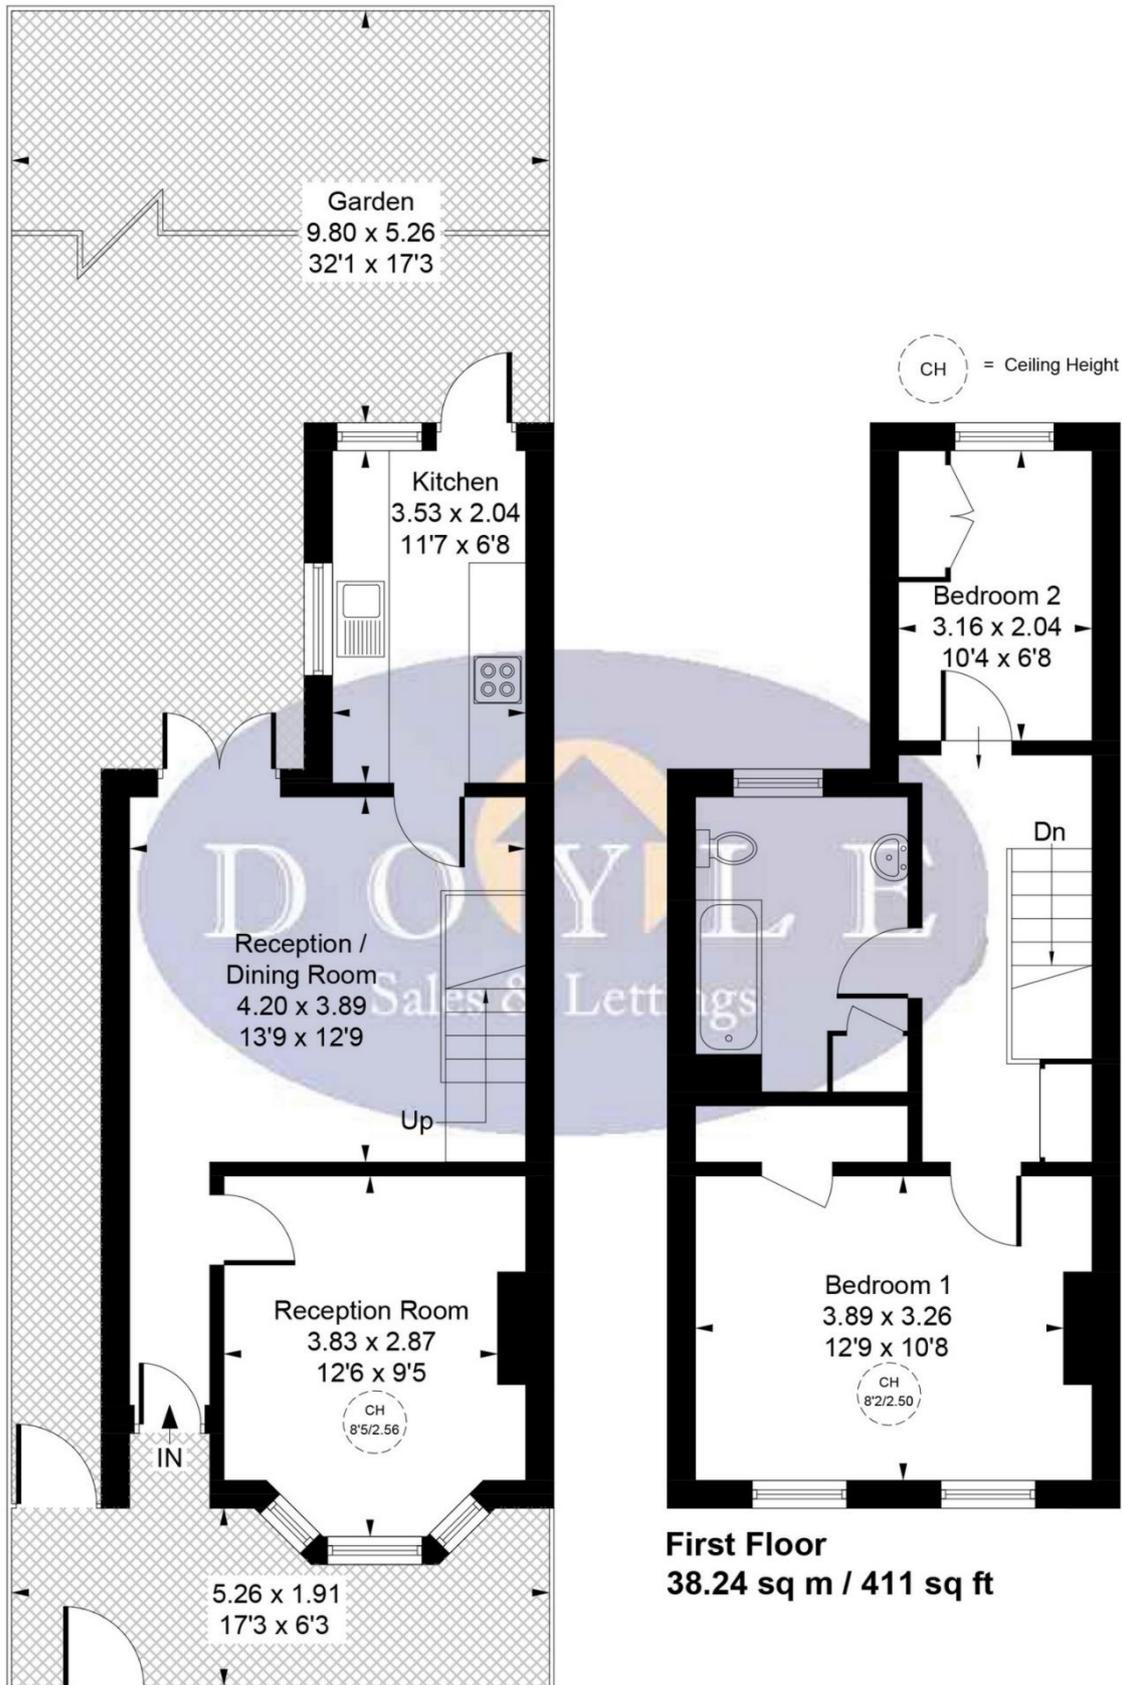 Garden
9.80 x 5.26
32'1 x 17'3
CH
= Ceiling Height
Kitchen
3.53 x 2.04
11'7 x 6'8
Bedroom 2
3.16 x 2.04
10'4 x 6'8
Dn
DOYLE
Sales & Lettings
Reception /
Dining Room
4.20 x 3.89
13'9 x 12'9
Up
Reception Room
3.83 x 2.87
12'6 x 9'5
CH
8'5/2.56
Bedroom 1
3.89 x 3.26
12'9 x 10'8
CH
8'2/2.50
IN
5.26 x 1.91
17'3 x 6'3
First Floor
38.24 sq m / 411 sq ft